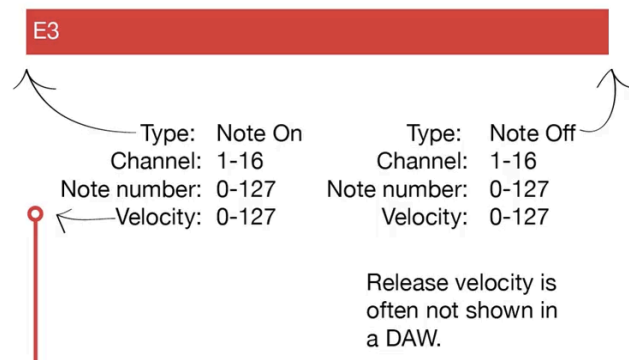 E3
Type: Note On
Channel: 1-16
Note number: 0-127
Velocity: 0-127
Type: Note Off
Channel: 1-16
Note number: 0-127
Velocity: 0-127
Release velocity is
often not shown in
a DAW.